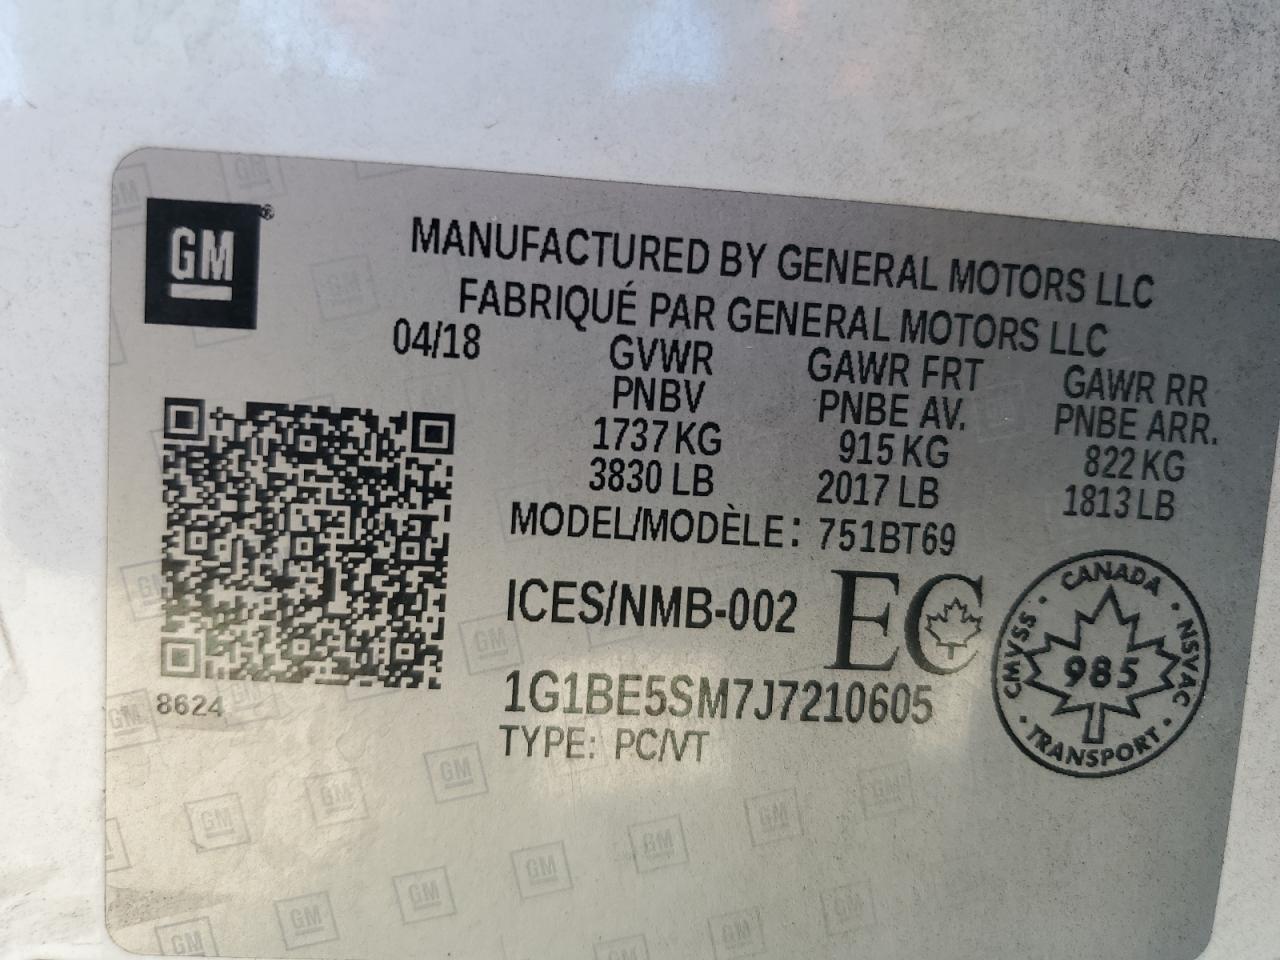 GM®
MANUFACTURED BY GENERAL MOTORS LLC
FABRIQUÉ PAR GENERAL MOTORS LLC
04/18
GVWR GAWR FRT GAWR RR
PNBV PNBE AV. PNBE ARR.
1737 KG 915 KG 822 KG
3830 LB 2017 LB 1813 LB
MODEL/MODÈLE: 751BT69
ICES/NMB-002 EC
1G1BE5SM7J7210605
TYPE: PC/VT
8624
CANADA
CMVSS · NSVAC
985
· TRANSPORT ·